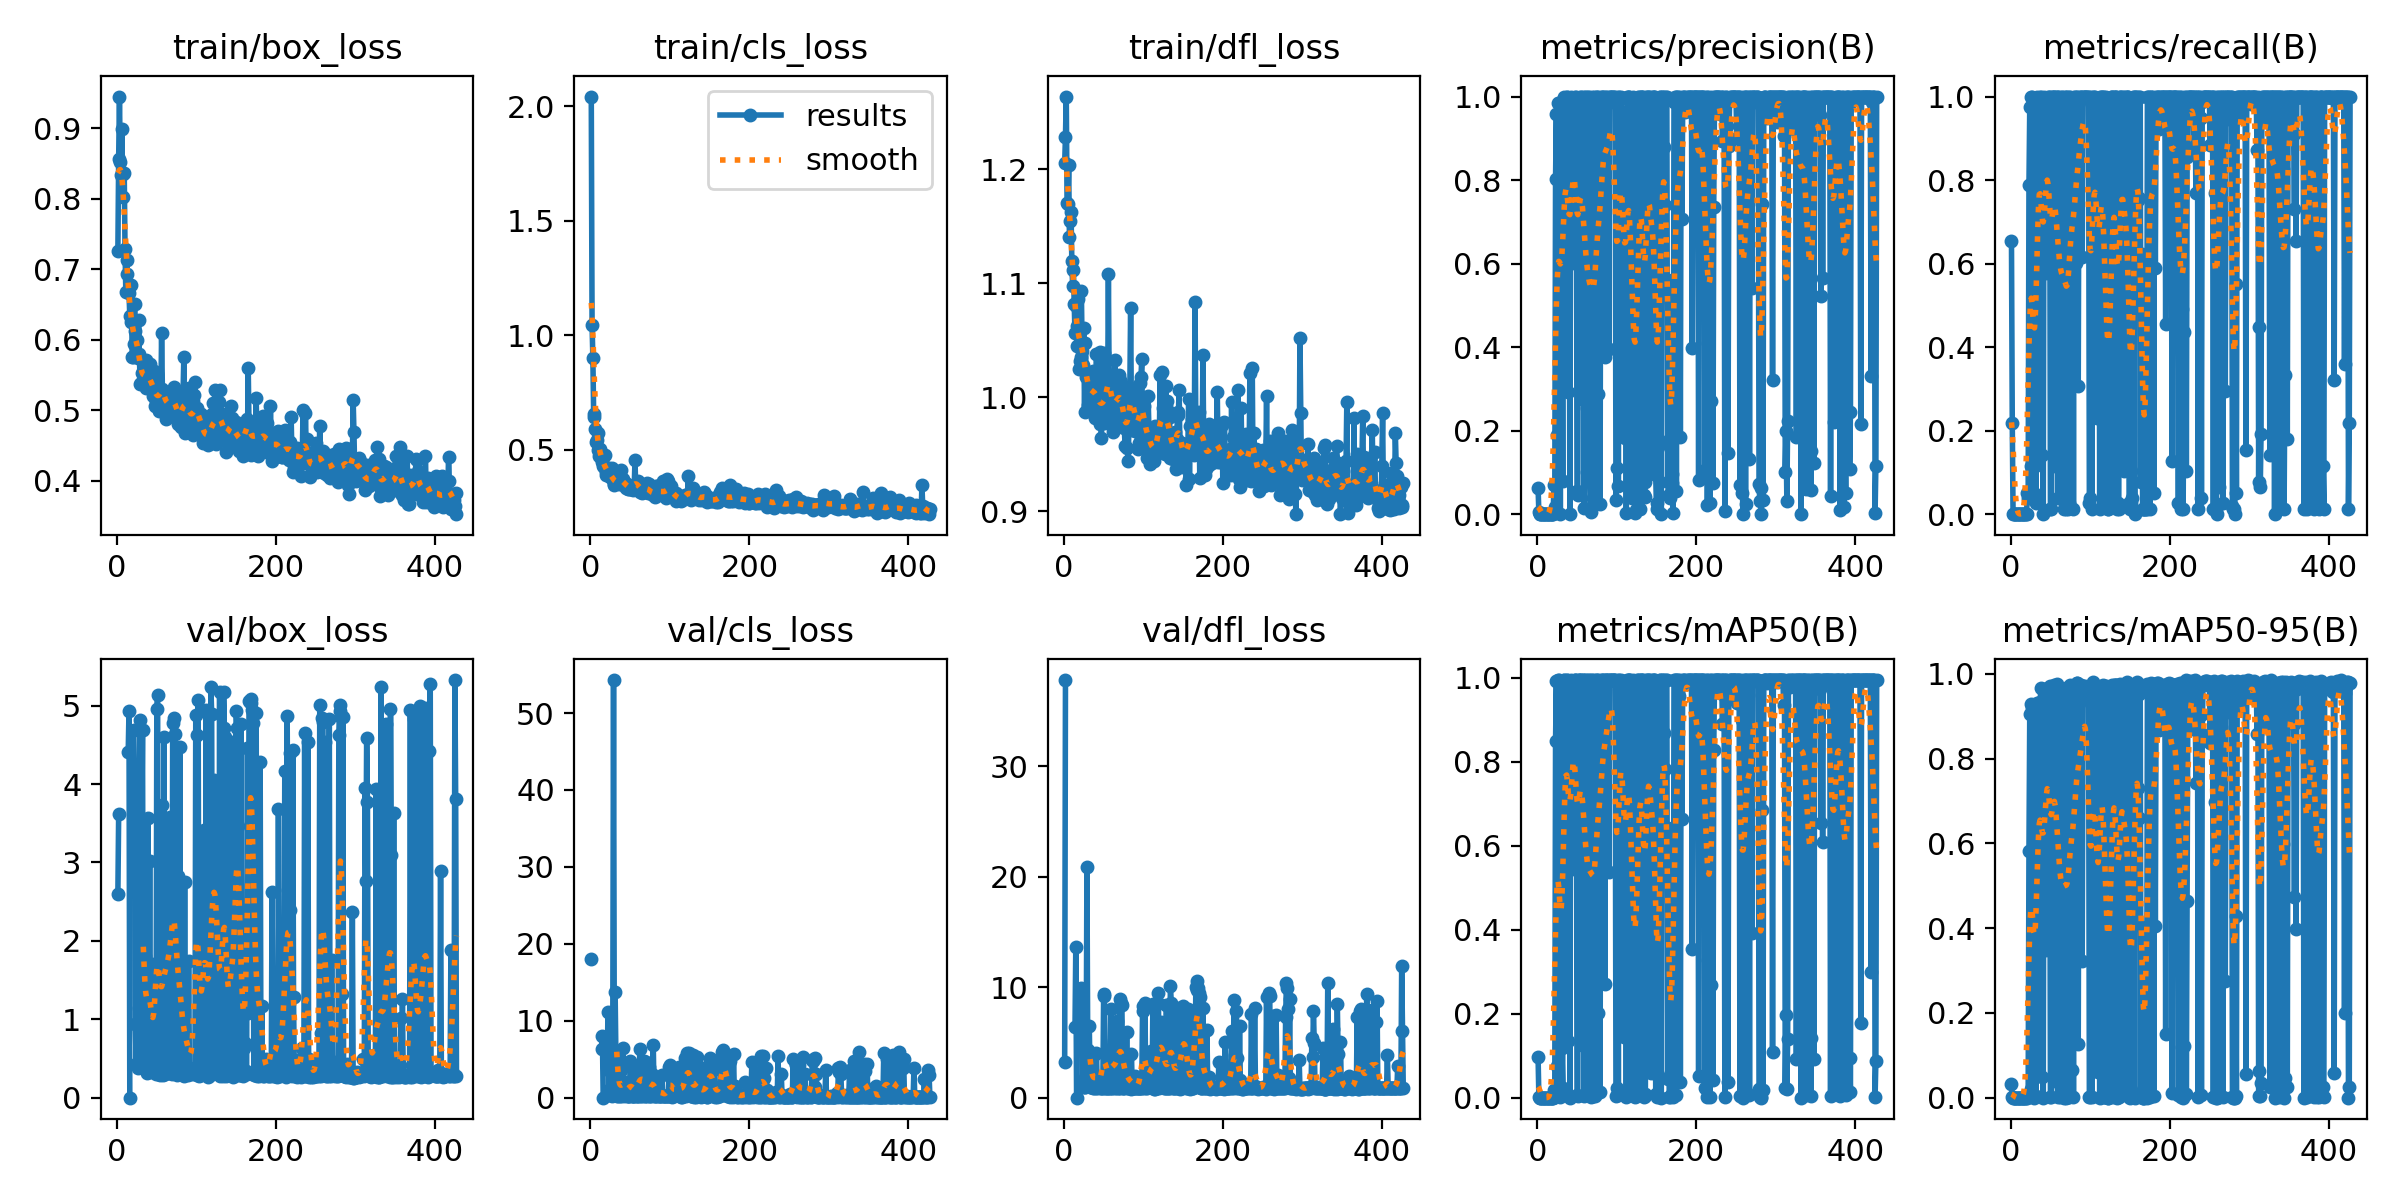 train/box_loss
train/cls_loss
train/dfl_loss
metrics/precision(B)
metrics/recall(B)
0.9
0.8
0.7
0.6
0.5
0.4
0 200 400
2.0
1.5
1.0
0.5
0 200 400
results
smooth
1.2
1.1
1.0
0.9
0 200 400
1.0
0.8
0.6
0.4
0.2
0.0
0 200 400
1.0
0.8
0.6
0.4
0.2
0.0
0 200 400
val/box_loss
val/cls_loss
val/dfl_loss
metrics/mAP50(B)
metrics/mAP50-95(B)
5
4
3
2
1
0
0 200 400
50
40
30
20
10
0
0 200 400
30
20
10
0
0 200 400
1.0
0.8
0.6
0.4
0.2
0.0
0 200 400
1.0
0.8
0.6
0.4
0.2
0.0
0 200 400